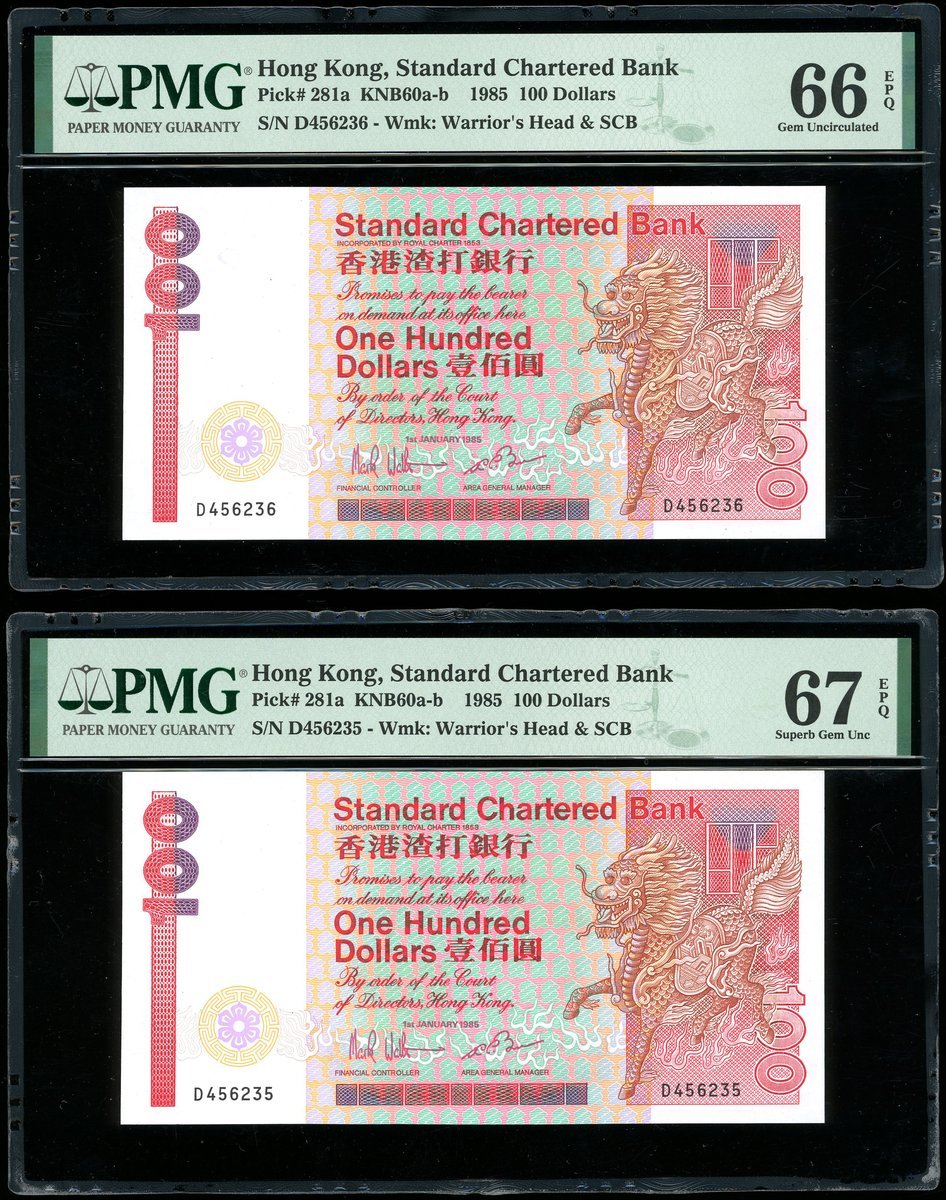 PMG®
PAPER MONEY GUARANTY
Hong Kong, Standard Chartered Bank
Pick# 281a KNB60a-b 1985 100 Dollars
S/N D456236 - Wmk: Warrior's Head & SCB
66 EPQ
Gem Uncirculated
100
Standard Chartered Bank
INCORPORATED BY ROYAL CHARTER 1853
香港渣打銀行
Promises to pay the bearer
on demand at its office here
One Hundred
Dollars 壹佰圓
By order of the Court
of Directors, Hong Kong.
1st JANUARY 1985
FINANCIAL CONTROLLER AREA GENERAL MANAGER
D456236
D456236
100
PMG®
PAPER MONEY GUARANTY
Hong Kong, Standard Chartered Bank
Pick# 281a KNB60a-b 1985 100 Dollars
S/N D456235 - Wmk: Warrior's Head & SCB
67 EPQ
Superb Gem Unc
100
Standard Chartered Bank
INCORPORATED BY ROYAL CHARTER 1853
香港渣打銀行
Promises to pay the bearer
on demand at its office here
One Hundred
Dollars 壹佰圓
By order of the Court
of Directors, Hong Kong.
1st JANUARY 1985
FINANCIAL CONTROLLER AREA GENERAL MANAGER
D456235
D456235
100